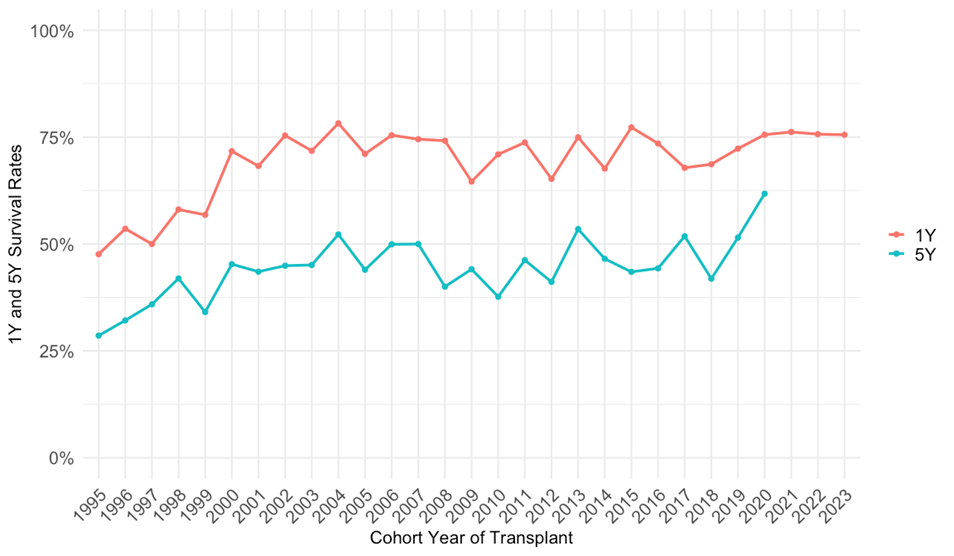 100%
75%
50%
25%
0%
1Y and 5Y Survival Rates
1Y
5Y
1995 1996 1997 1998 1999 2000 2001 2002 2003 2004 2005 2006 2007 2008 2009 2010 2011 2012 2013 2014 2015 2016 2017 2018 2019 2020 2021 2022 2023
Cohort Year of Transplant